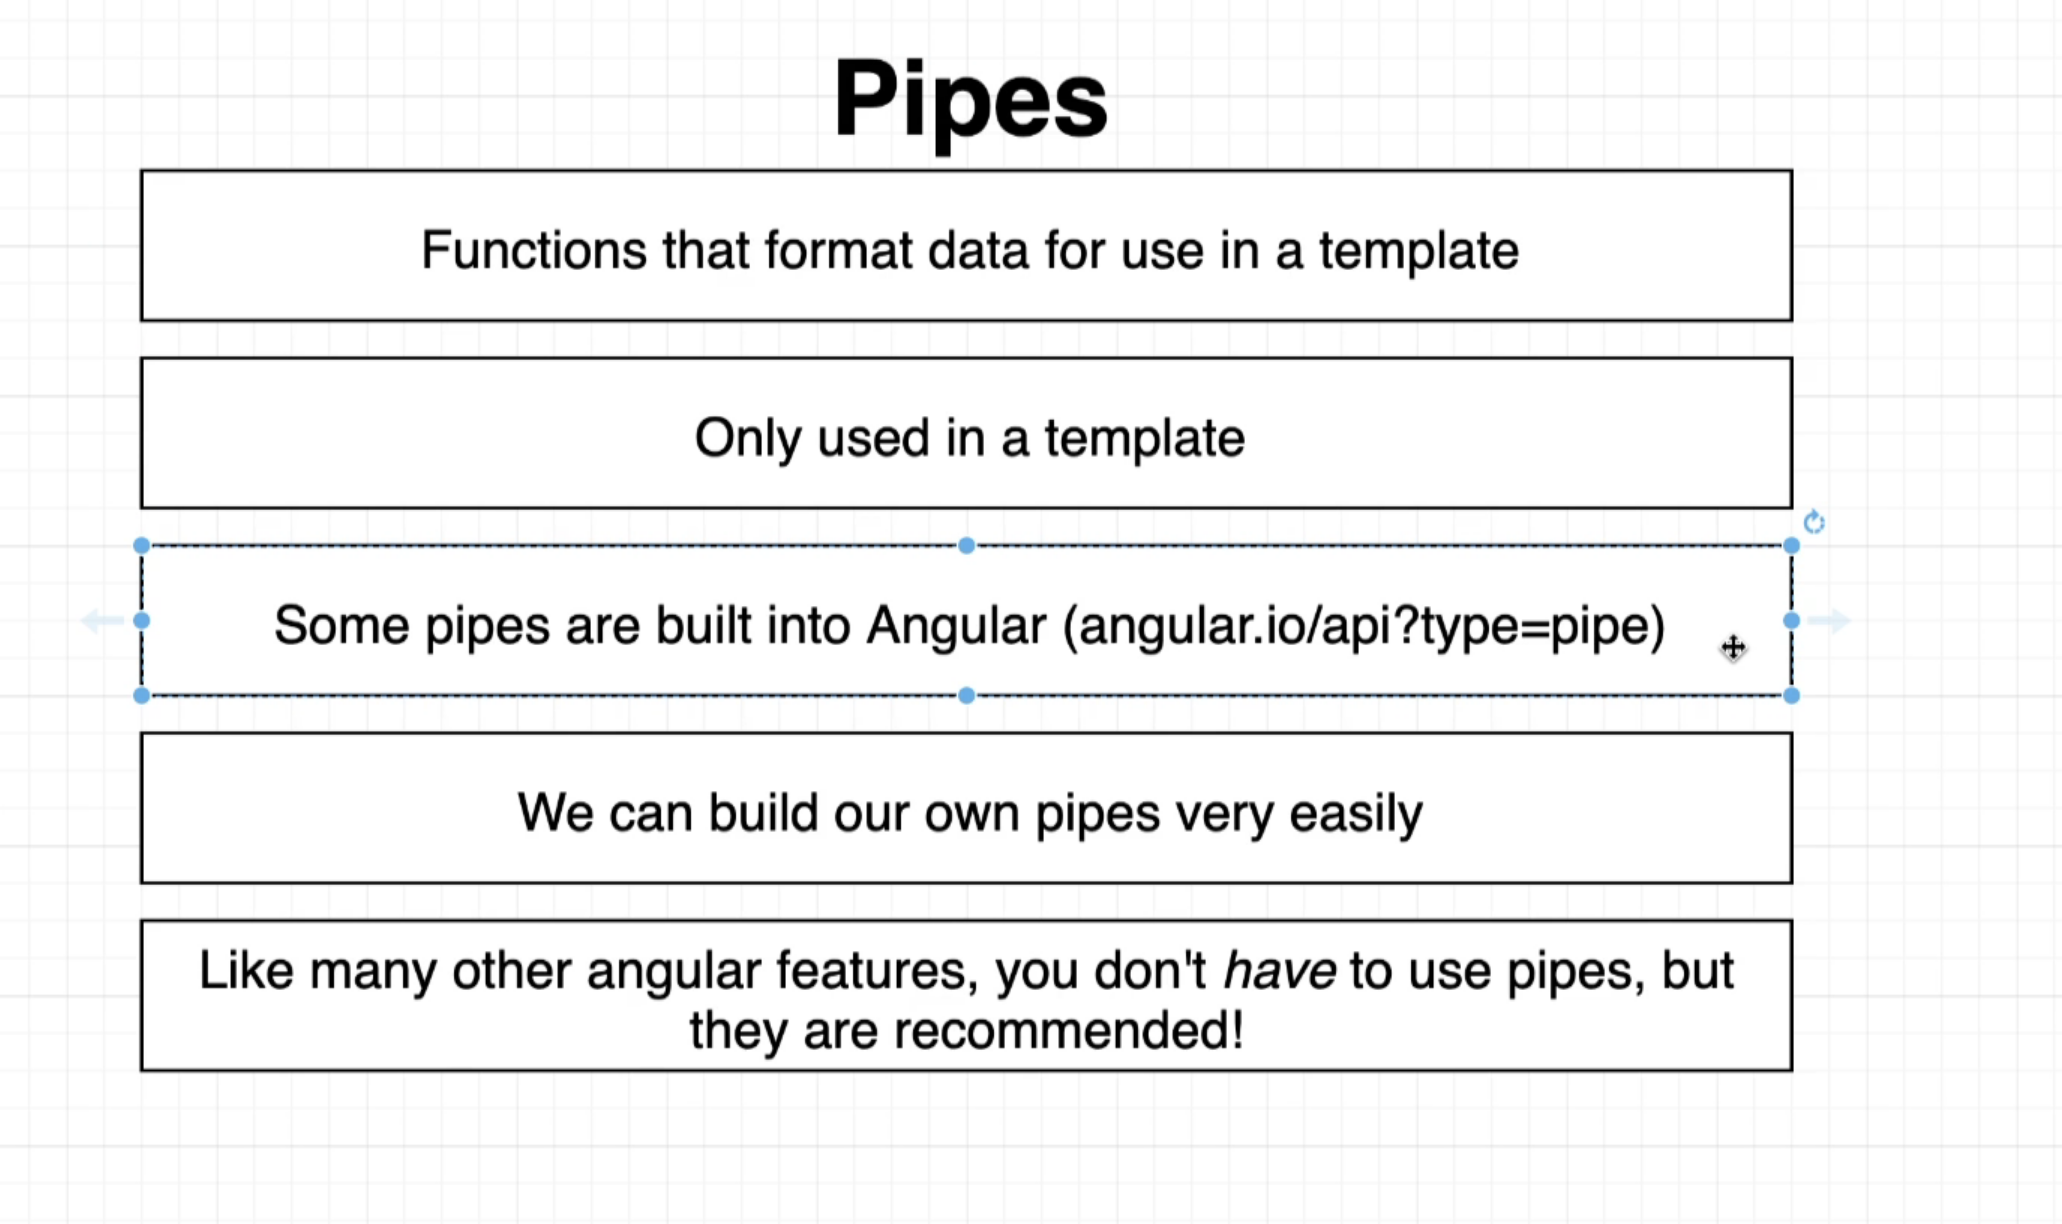 Pipes
Functions that format data for use in a template
Only used in a template
Some pipes are built into Angular (angular.io/api?type=pipe)
We can build our own pipes very easily
Like many other angular features, you don't have to use pipes, but
they are recommended!